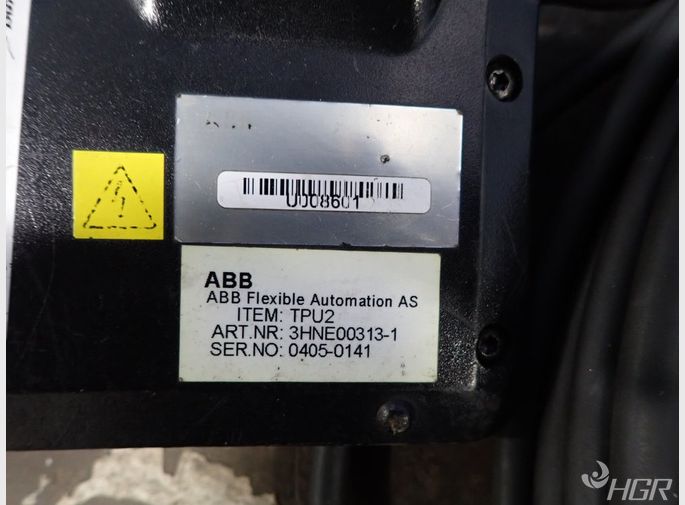 U008601
ABB
ABB Flexible Automation AS
ITEM: TPU2
ART.NR: 3HNE00313-1
SER.NO: 0405-0141
HGR